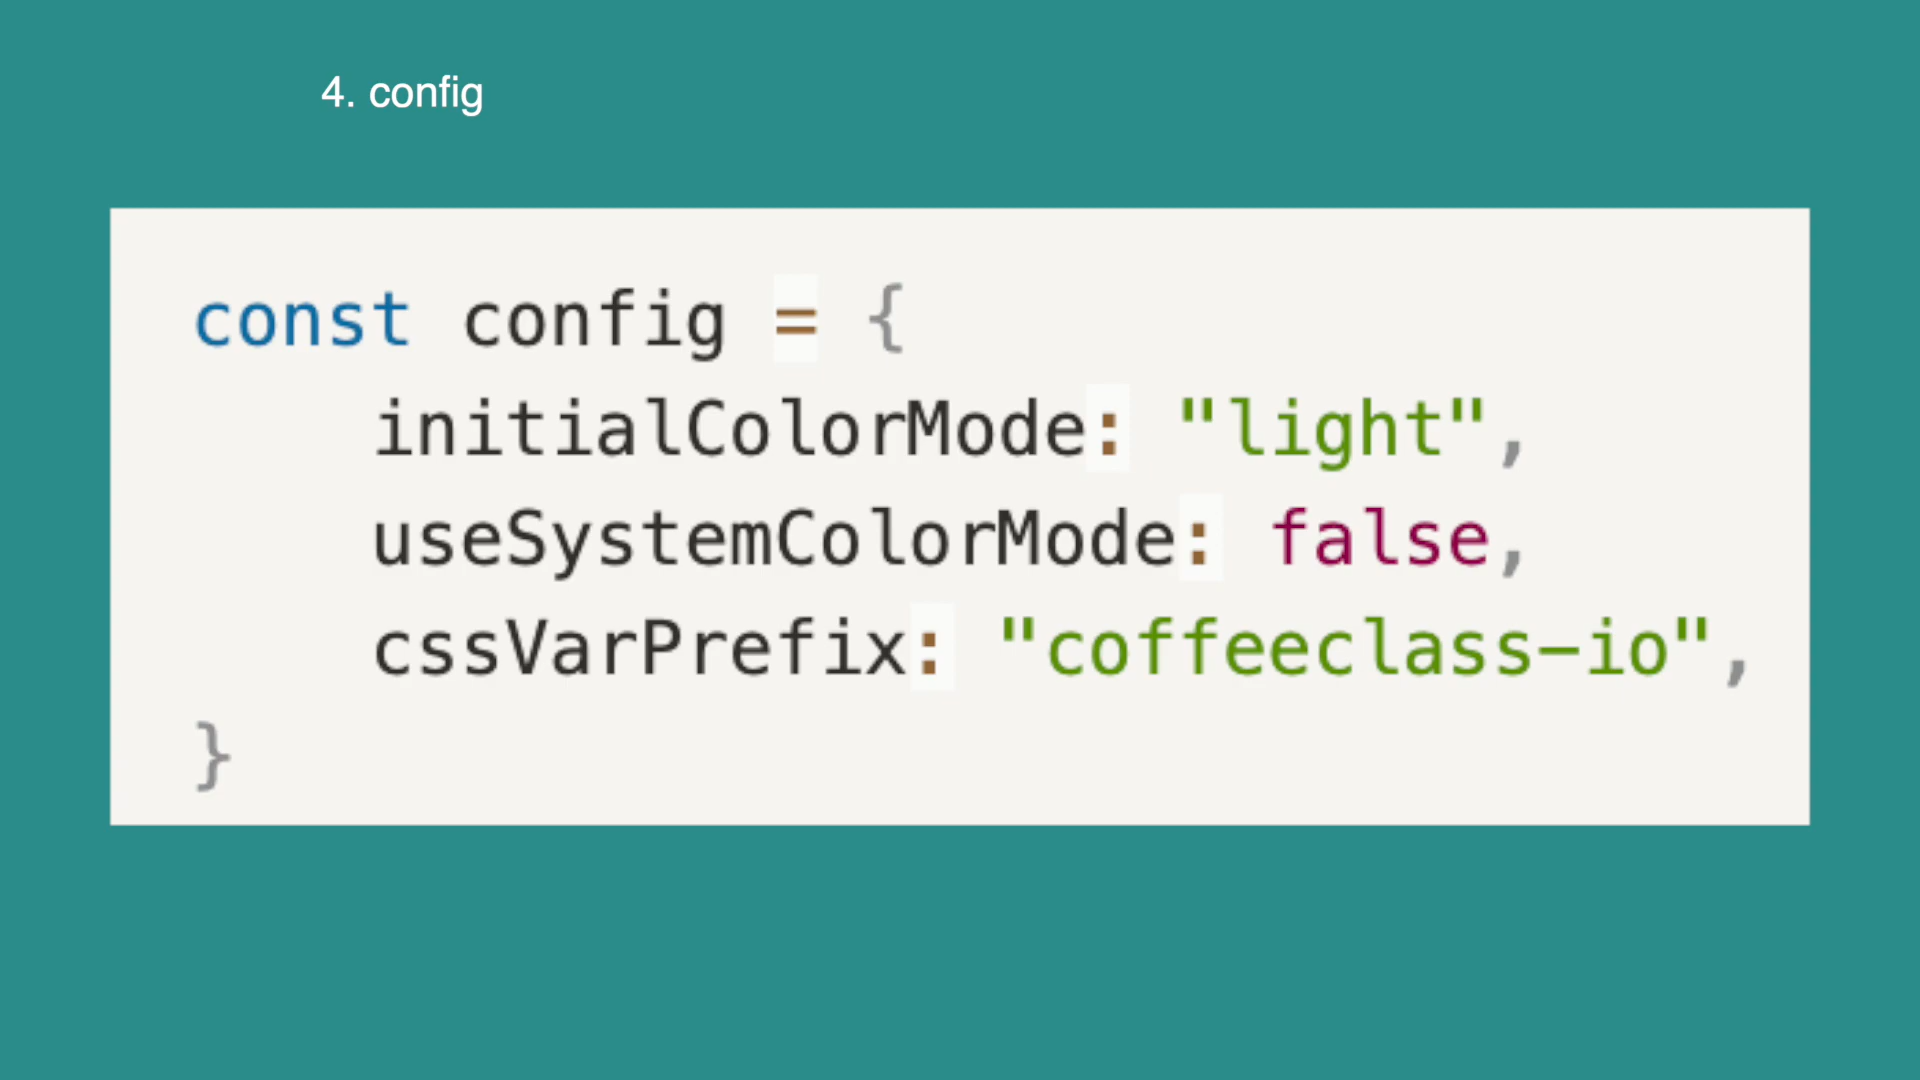 4. config
const config = {
initialColorMode: "light",
useSystemColorMode: false,
cssVarPrefix: "coffeeclass-io",
}